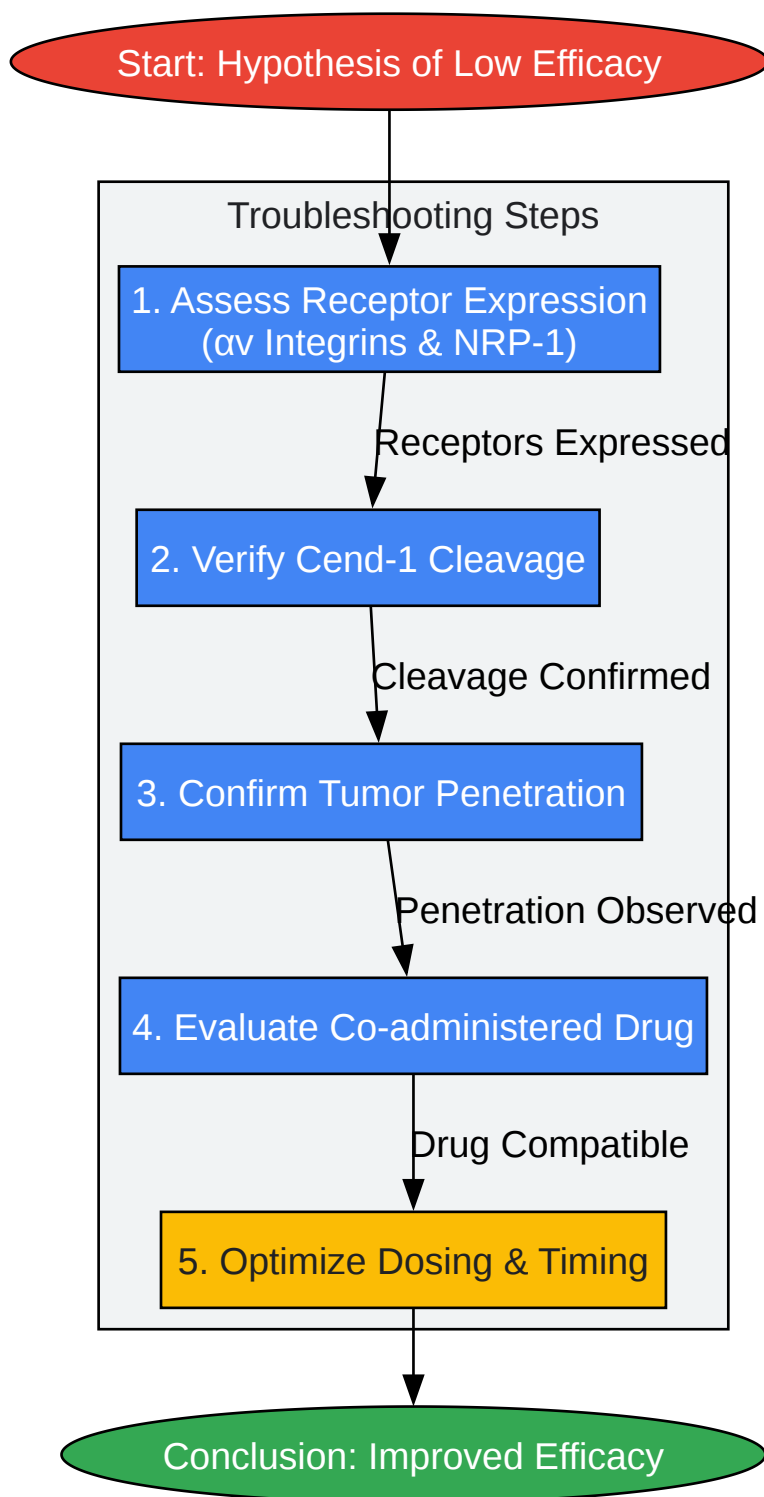 Start: Hypothesis of Low Efficacy
Troubleshooting Steps
1. Assess Receptor Expression
(αv Integrins & NRP-1)
Receptors Expressed
2. Verify Cend-1 Cleavage
Cleavage Confirmed
3. Confirm Tumor Penetration
Penetration Observed
4. Evaluate Co-administered Drug
Drug Compatible
5. Optimize Dosing & Timing
Conclusion: Improved Efficacy